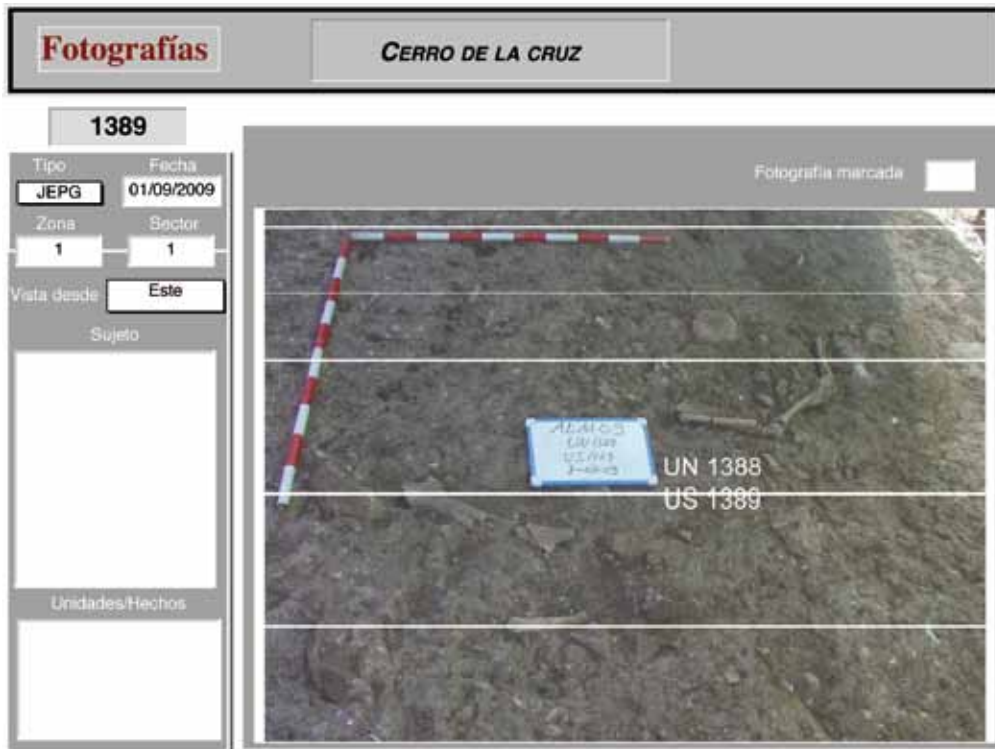 Fotografías
CERRO DE LA CRUZ
1389
Fotografía marcada
Tipo Fecha
JEPG 01/09/2009
Zona Sector
1 1
Vista desde Este
Sujeto
ALM09
UN 1388
US 1389
Unidades/Hechos